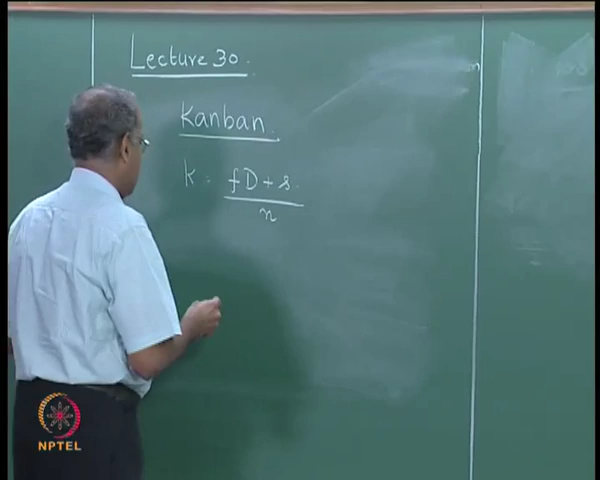 Lecture 30.
Kanban
k = fD + s
n
NPTEL